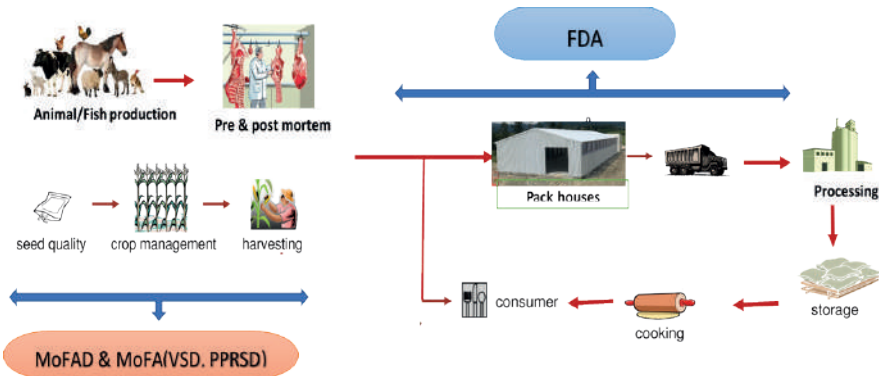 FDA
Animal/Fish production
Pre & post mortem
Pack houses
Processing
seed quality
crop management
harvesting
consumer
cooking
storage
MoFAD & MoFA(VSD. PPRSD)